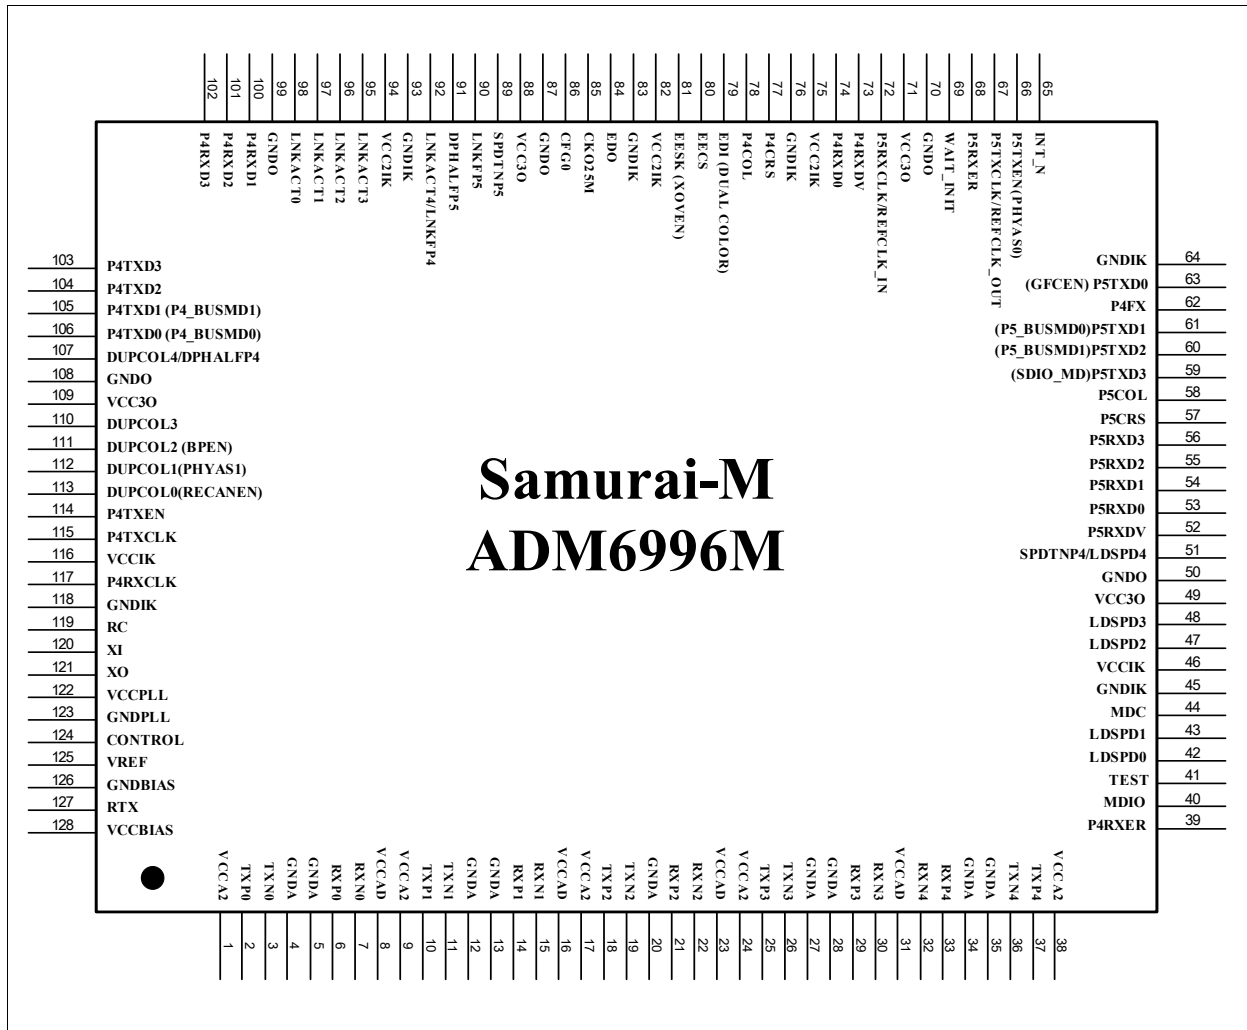 102
101
100
99
98
97
96
95
94
93
92
91
90
89
88
87
86
85
84
83
82
81
80
79
78
77
76
75
74
73
72
71
70
69
68
67
66
65
P4RXD3
P4RXD2
P4RXD1
GNDO
LNKACT0
LNKACT1
LNKACT2
LNKACT3
VCC2IK
GNDIK
LNKACT4/LNKFP4
DPHALFP5
LNKFP5
SPDTNP5
VCC3O
GNDO
CFG0
CKO25M
EDO
GNDIK
VCC2IK
EESK (XOVEN)
EECS
EDI (DUAL COLOR)
P4COL
P4CRS
GNDIK
VCC2IK
P4RXD0
P4RXDV
P5RXCLK/REFCLK_IN
VCC3O
GNDO
WAIT_INIT
P5RXER
P5TXCLK/REFCLK_OUT
P5TXEN(PHYAS0)
INT_N
103 P4TXD3
104 P4TXD2
105 P4TXD1 (P4_BUSMD1)
106 P4TXD0 (P4_BUSMD0)
107 DUPCOL4/DPHALFP4
108 GNDO
109 VCC3O
110 DUPCOL3
111 DUPCOL2 (BPEN)
112 DUPCOL1(PHYAS1)
113 DUPCOL0(RECANEN)
114 P4TXEN
115 P4TXCLK
116 VCCIK
117 P4RXCLK
118 GNDIK
119 RC
120 XI
121 XO
122 VCCPLL
123 GNDPLL
124 CONTROL
125 VREF
126 GNDBIAS
127 RTX
128 VCCBIAS
Samurai-M
ADM6996M
GNDIK 64
(GFCEN) P5TXD0 63
P4FX 62
(P5_BUSMD0)P5TXD1 61
(P5_BUSMD1)P5TXD2 60
(SDIO_MD)P5TXD3 59
P5COL 58
P5CRS 57
P5RXD3 56
P5RXD2 55
P5RXD1 54
P5RXD0 53
P5RXDV 52
SPDTNP4/LDSPD4 51
GNDO 50
VCC3O 49
LDSPD3 48
LDSPD2 47
VCCIK 46
GNDIK 45
MDC 44
LDSPD1 43
LDSPD0 42
TEST 41
MDIO 40
P4RXER 39
VCCA2
TXP0
TXN0
GNDA
GNDA
RXP0
RXN0
VCCAD
VCCA2
TXP1
TXN1
GNDA
GNDA
RXP1
RXN1
VCCAD
VCCA2
TXP2
TXN2
GNDA
RXP2
RXN2
VCCAD
VCCA2
TXP3
TXN3
GNDA
GNDA
RXP3
RXN3
VCCAD
RXN4
RXP4
GNDA
GNDA
TXN4
TXP4
VCCA2
1
2
3
4
5
6
7
8
9
10
11
12
13
14
15
16
17
18
19
20
21
22
23
24
25
26
27
28
29
30
31
32
33
34
35
36
37
38